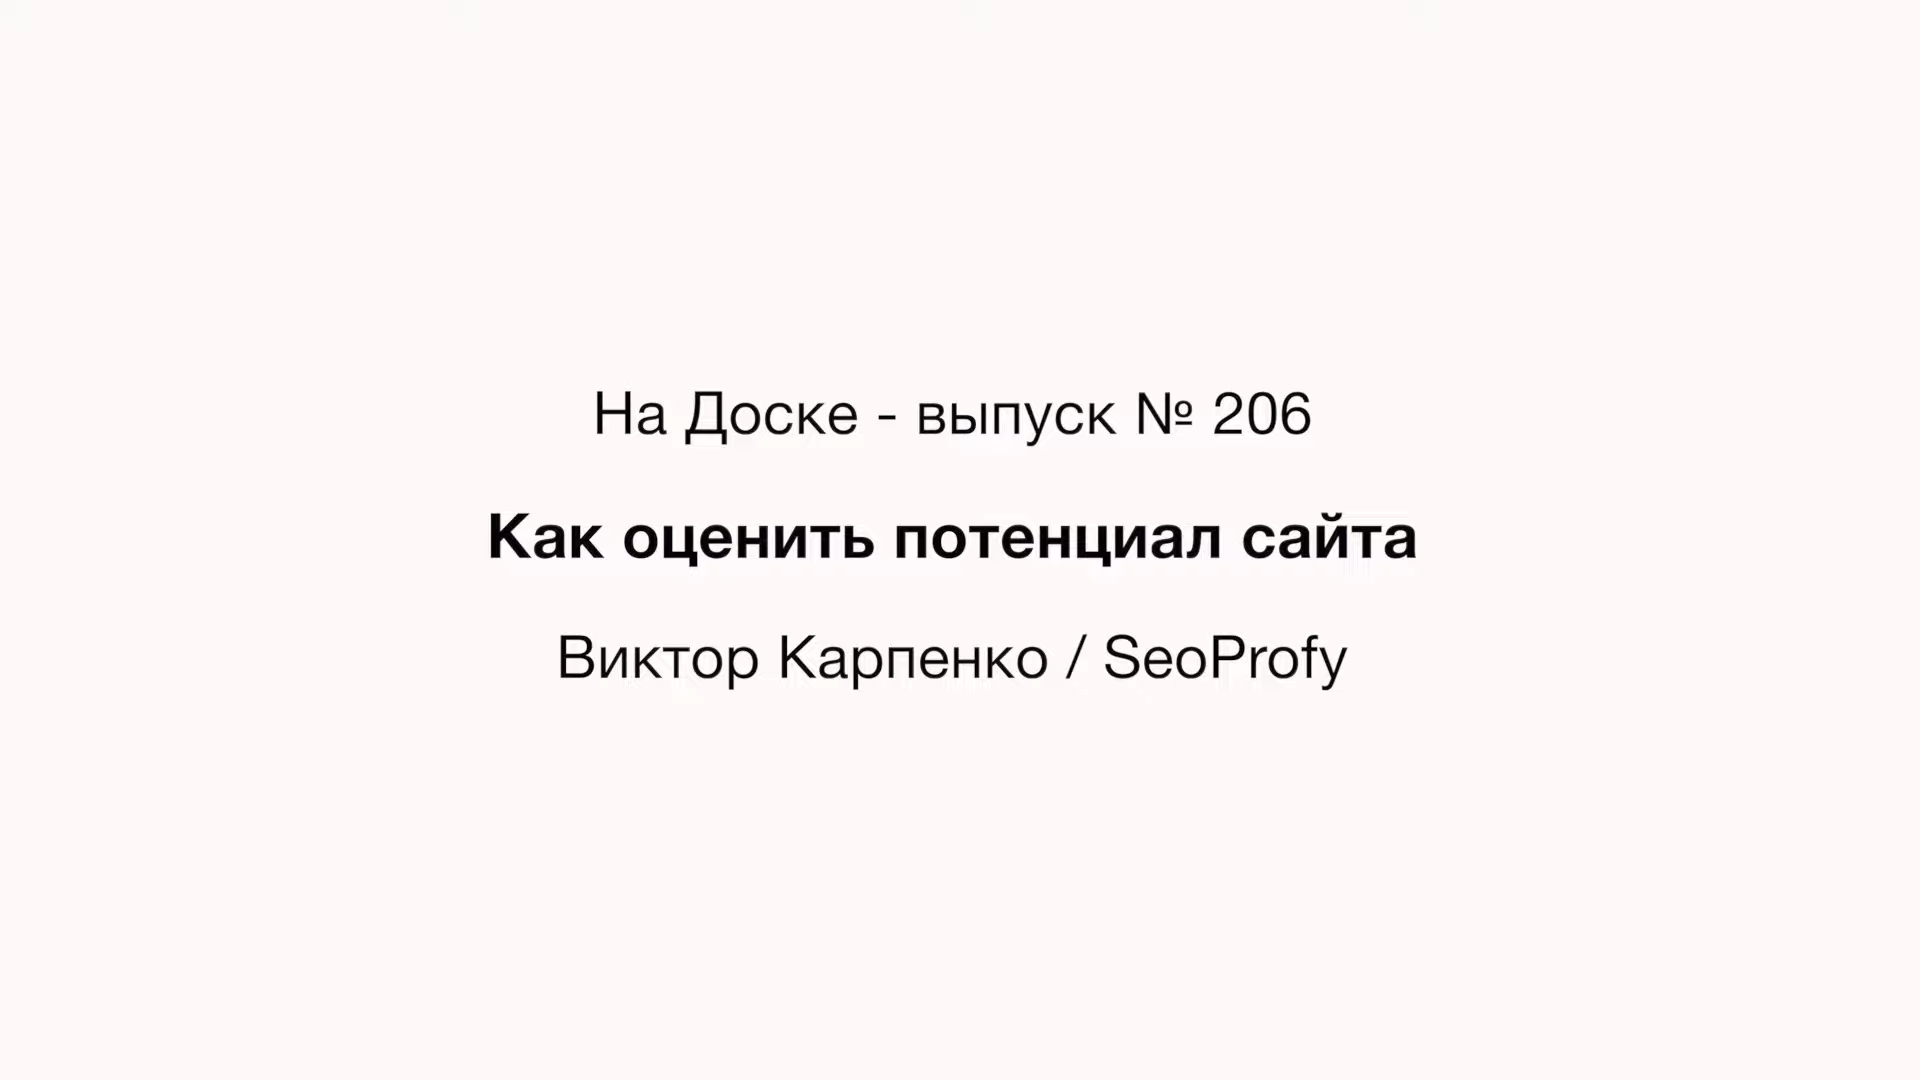 На Доске - выпуск № 206
Как оценить потенциал сайта
Виктор Карпенко / SeoProfy